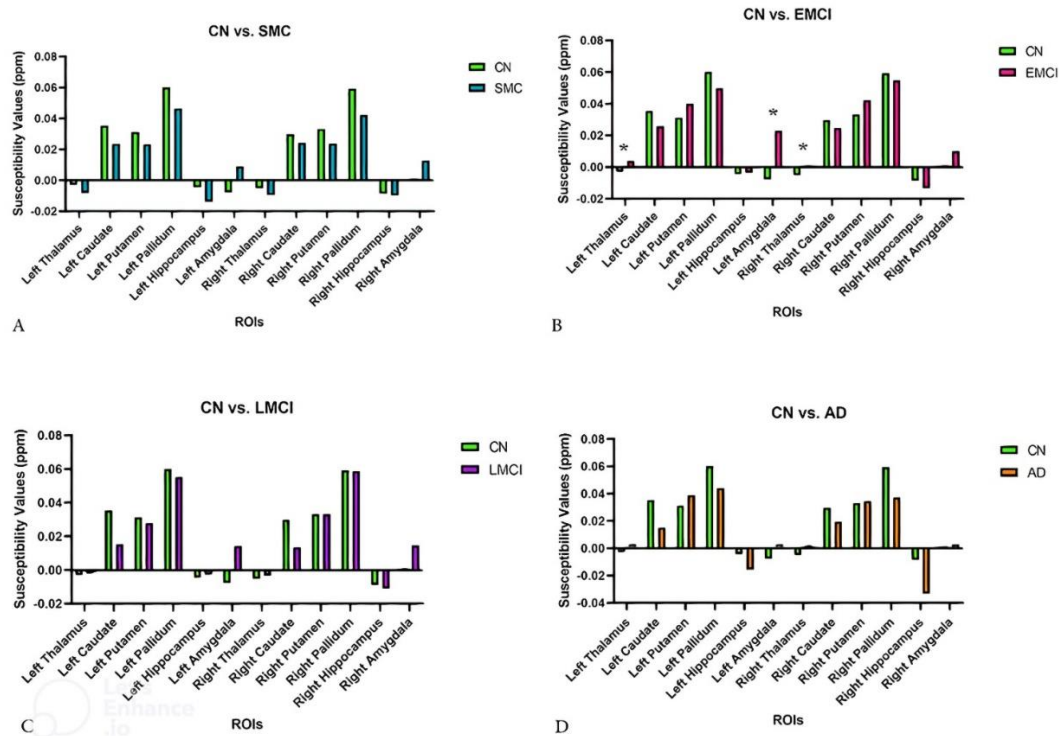 CN vs. SMC
Susceptibility Values (ppm)
0.08
0.06
0.04
0.02
0.00
-0.02
CN
SMC
Left Thalamus
Left Caudate
Left Putamen
Left Pallidum
Left Hippocampus
Left Amygdala
Right Thalamus
Right Caudate
Right Putamen
Right Pallidum
Right Hippocampus
Right Amygdala
ROIs
A
CN vs. EMCI
Susceptibility Values (ppm)
0.08
0.06
0.04
0.02
0.00
-0.02
*
*
*
CN
EMCI
Left Thalamus
Left Caudate
Left Putamen
Left Pallidum
Left Hippocampus
Left Amygdala
Right Thalamus
Right Caudate
Right Putamen
Right Pallidum
Right Hippocampus
Right Amygdala
ROIs
B
CN vs. LMCI
Susceptibility Values (ppm)
0.08
0.06
0.04
0.02
0.00
-0.02
CN
LMCI
Left Thalamus
Left Caudate
Left Putamen
Left Pallidum
Left Hippocampus
Left Amygdala
Right Thalamus
Right Caudate
Right Putamen
Right Pallidum
Right Hippocampus
Right Amygdala
ROIs
C
Lets
Enhance
.io
CN vs. AD
Susceptibility Values (ppm)
0.08
0.06
0.04
0.02
0.00
-0.02
-0.04
CN
AD
Left Thalamus
Left Caudate
Left Putamen
Left Pallidum
Left Hippocampus
Left Amygdala
Right Thalamus
Right Caudate
Right Putamen
Right Pallidum
Right Hippocampus
Right Amygdala
ROIs
D